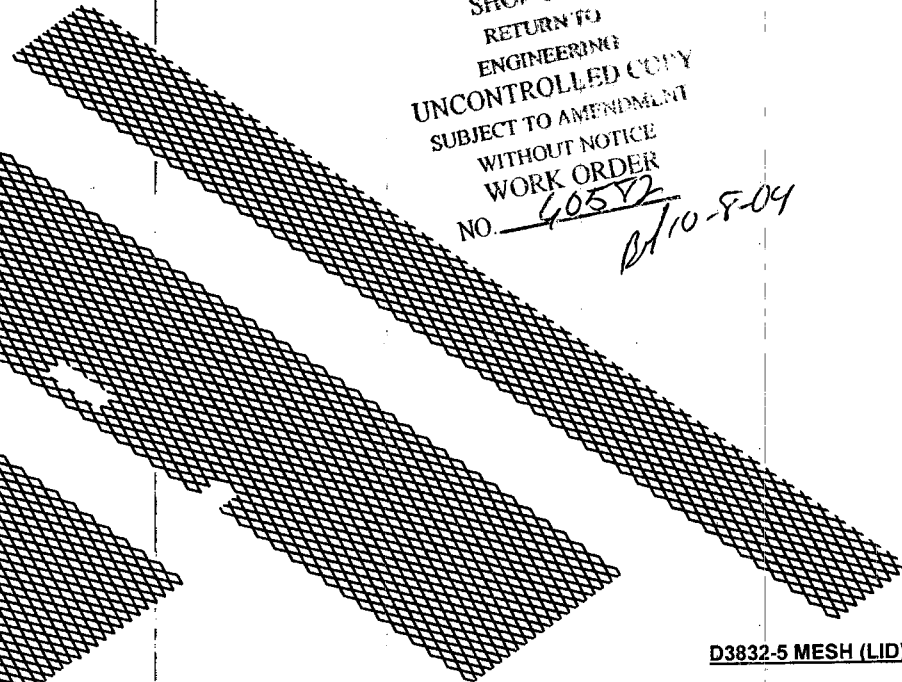 SHOP
RETURN TO
ENGINEERING
UNCONTROLLED COPY
SUBJECT TO AMENDMENT
WITHOUT NOTICE
WORK ORDER
NO.
10-8-04
D3832-5 MESH (LID)